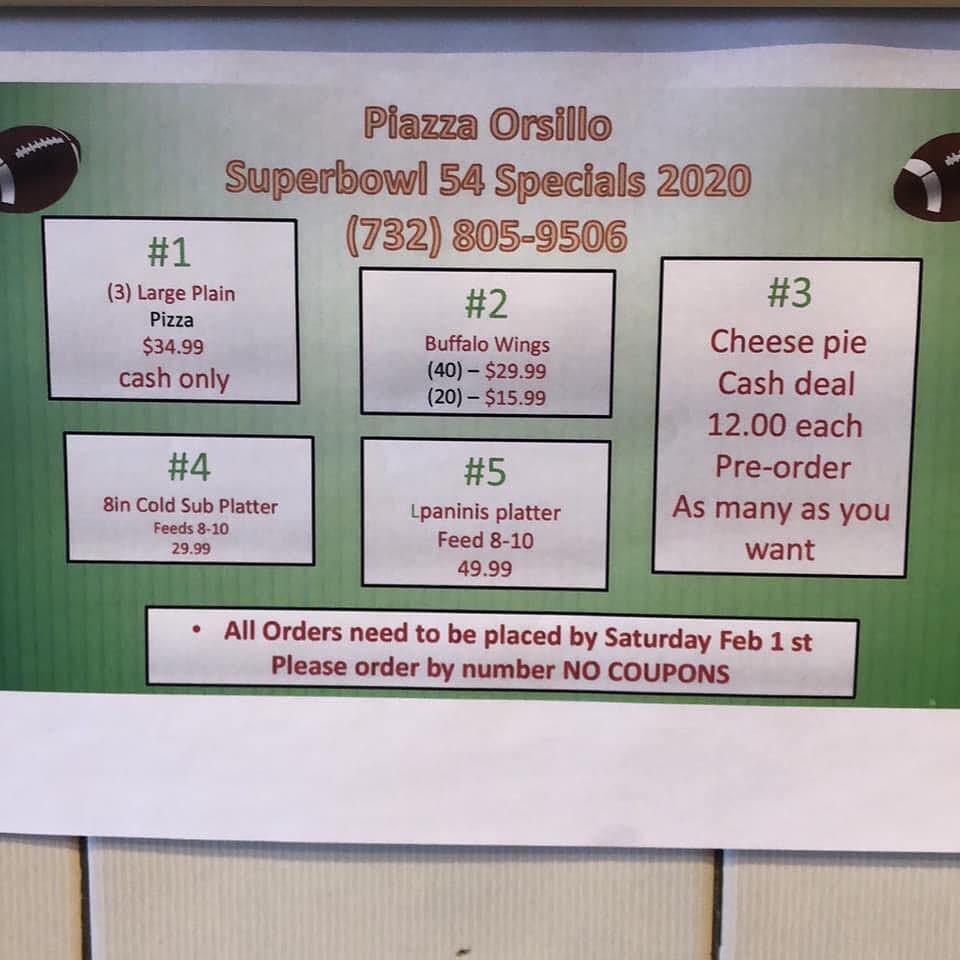 Piazza Orsillo
Superbowl 54 Specials 2020
(732) 805-9506
#1
(3) Large Plain
Pizza
$34.99
cash only
#2
Buffalo Wings
(40) – $29.99
(20) – $15.99
#3
Cheese pie
Cash deal
12.00 each
Pre-order
As many as you
want
#4
8in Cold Sub Platter
Feeds 8-10
29.99
#5
Lpaninis platter
Feed 8-10
49.99
• All Orders need to be placed by Saturday Feb 1 st
Please order by number NO COUPONS